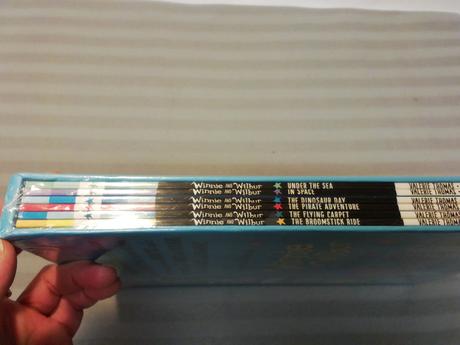 Winnie AND Wilbur UNDER THE SEA VALERIE THOMAS
Winnie AND Wilbur IN SPACE VALERIE THOMAS
Winnie AND Wilbur THE DINOSAUR DAY VALERIE THOMAS
Winnie AND Wilbur THE PIRATE ADVENTURE VALERIE THOMAS
Winnie AND Wilbur THE FLYING CARPET VALERIE THOMAS
Winnie AND Wilbur THE BROOMSTICK RIDE VALERIE THOMAS